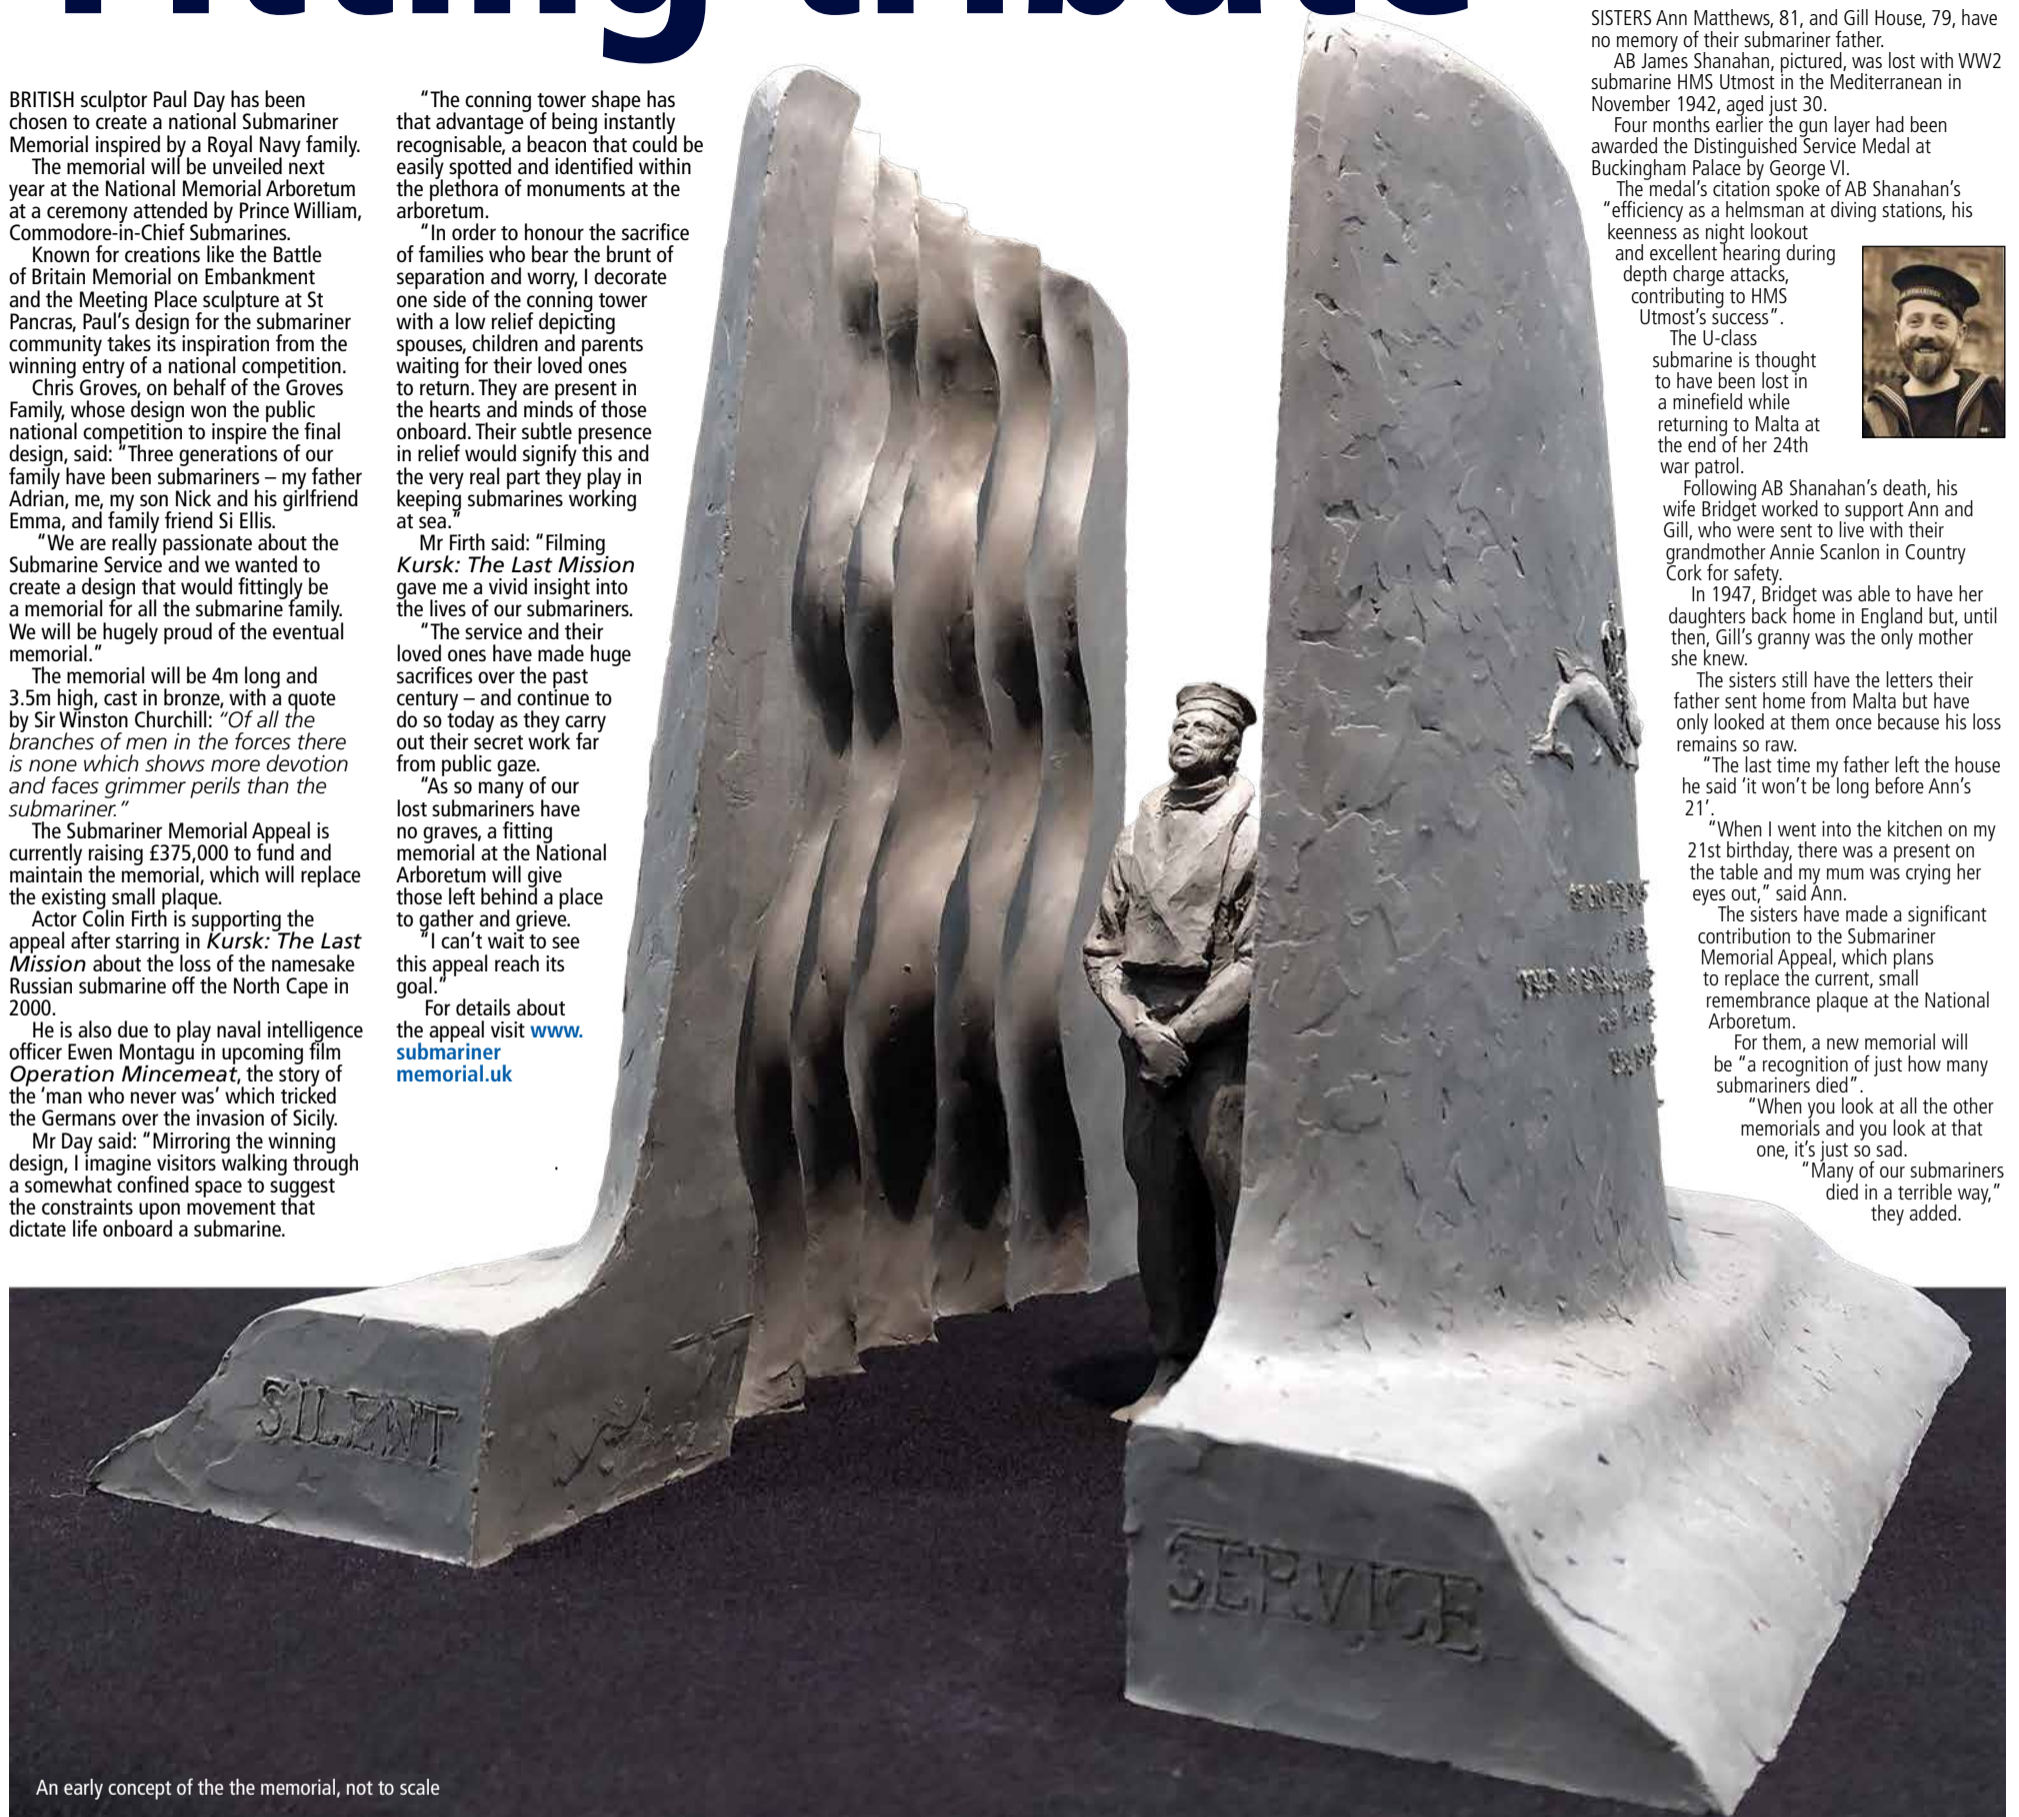 Fitting tribute
BRITISH sculptor Paul Day has been
chosen to create a national Submariner
Memorial inspired by a Royal Navy family.
The memorial will be unveiled next
year at the National Memorial Arboretum
at a ceremony attended by Prince William,
Commodore-in-Chief Submarines.
Known for creations like the Battle
of Britain Memorial on Embankment
and the Meeting Place sculpture at St
Pancras, Paul's design for the submariner
community takes its inspiration from the
winning entry of a national competition.
Chris Groves, on behalf of the Groves
Family, whose design won the public
national competition to inspire the final
design, said: “Three generations of our
family have been submariners – my father
Adrian, me, my son Nick and his girlfriend
Emma, and family friend Si Ellis.
“We are really passionate about the
Submarine Service and we wanted to
create a design that would fittingly be
a memorial for all the submarine family.
We will be hugely proud of the eventual
memorial.”
The memorial will be 4m long and
3.5m high, cast in bronze, with a quote
by Sir Winston Churchill: “Of all the
branches of men in the forces there
is none which shows more devotion
and faces grimmer perils than the
submariner.”
The Submariner Memorial Appeal is
currently raising £375,000 to fund and
maintain the memorial, which will replace
the existing small plaque.
Actor Colin Firth is supporting the
appeal after starring in Kursk: The Last
Mission about the loss of the namesake
Russian submarine off the North Cape in
2000.
He is also due to play naval intelligence
officer Ewen Montagu in upcoming film
Operation Mincemeat, the story of
the 'man who never was' which tricked
the Germans over the invasion of Sicily.
Mr Day said: “Mirroring the winning
design, I imagine visitors walking through
a somewhat confined space to suggest
the constraints upon movement that
dictate life onboard a submarine.
“The conning tower shape has
that advantage of being instantly
recognisable, a beacon that could be
easily spotted and identified within
the plethora of monuments at the
arboretum.
“In order to honour the sacrifice
of families who bear the brunt of
separation and worry, I decorate
one side of the conning tower
with a low relief depicting
spouses, children and parents
waiting for their loved ones
to return. They are present in
the hearts and minds of those
onboard. Their subtle presence
in relief would signify this and
the very real part they play in
keeping submarines working
at sea.”
Mr Firth said: “Filming
Kursk: The Last Mission
gave me a vivid insight into
the lives of our submariners.
“The service and their
loved ones have made huge
sacrifices over the past
century – and continue to
do so today as they carry
out their secret work far
from public gaze.
“As so many of our
lost submariners have
no graves, a fitting
memorial at the National
Arboretum will give
those left behind a place
to gather and grieve.
“I can't wait to see
this appeal reach its
goal.”
For details about
the appeal visit www.
submariner
memorial.uk
SISTERS Ann Matthews, 81, and Gill House, 79, have
no memory of their submariner father.
AB James Shanahan, pictured, was lost with WW2
submarine HMS Utmost in the Mediterranean in
November 1942, aged just 30.
Four months earlier the gun layer had been
awarded the Distinguished Service Medal at
Buckingham Palace by George VI.
The medal's citation spoke of AB Shanahan's
“efficiency as a helmsman at diving stations, his
keenness as night lookout
and excellent hearing during
depth charge attacks,
contributing to HMS
Utmost's success”.
The U-class
submarine is thought
to have been lost in
a minefield while
returning to Malta at
the end of her 24th
war patrol.
Following AB Shanahan's death, his
wife Bridget worked to support Ann and
Gill, who were sent to live with their
grandmother Annie Scanlon in Country
Cork for safety.
In 1947, Bridget was able to have her
daughters back home in England but, until
then, Gill's granny was the only mother
she knew.
The sisters still have the letters their
father sent home from Malta but have
only looked at them once because his loss
remains so raw.
“The last time my father left the house
he said 'it won't be long before Ann's
21'.
“When I went into the kitchen on my
21st birthday, there was a present on
the table and my mum was crying her
eyes out,” said Ann.
The sisters have made a significant
contribution to the Submariner
Memorial Appeal, which plans
to replace the current, small
remembrance plaque at the National
Arboretum.
For them, a new memorial will
be “a recognition of just how many
submariners died”.
“When you look at all the other
memorials and you look at that
one, it's just so sad.
“Many of our submariners
died in a terrible way,”
they added.
SILENT
SERVICE
An early concept of the the memorial, not to scale